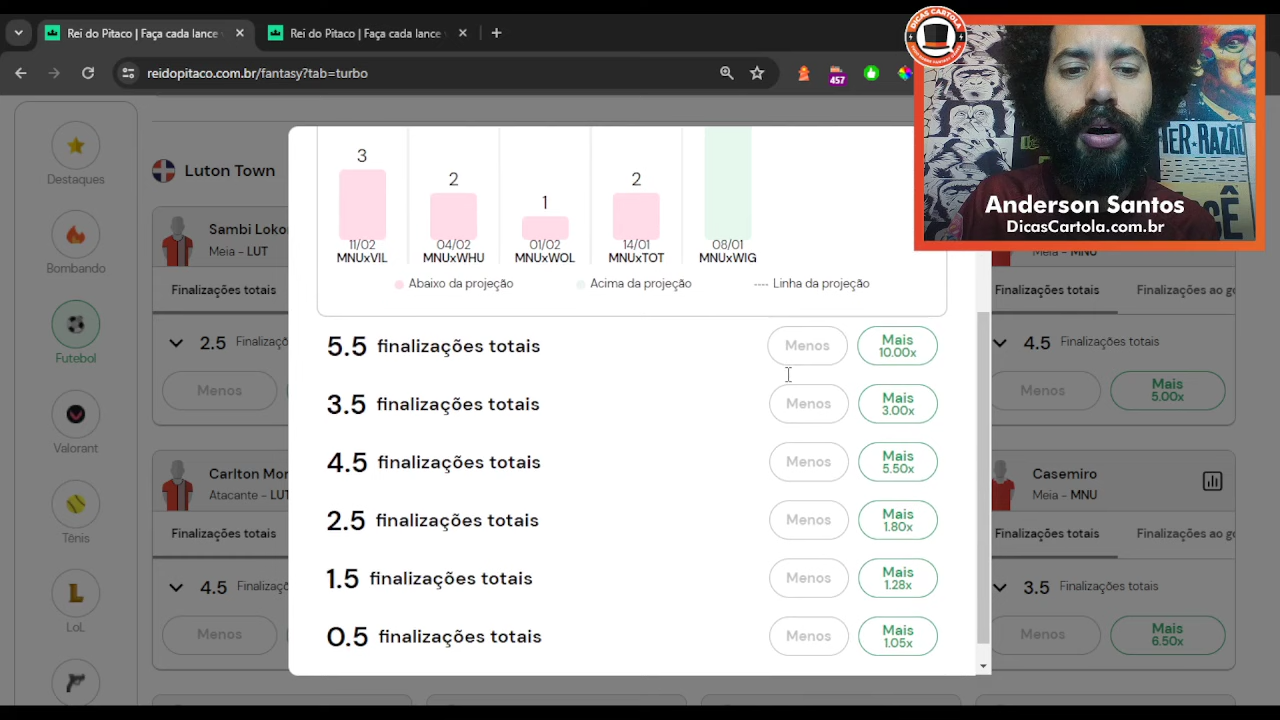 Rei do Pitaco | Faça cada lance
Rei do Pitaco | Faça cada lance
reidopitaco.com.br/fantasy?tab=turbo
457
DICAS CARTOLA
Anderson Santos
DicasCartola.com.br
Destaques
Bombando
Futebol
Valorant
Tênis
LoL
Luton Town
Meia - LUT
Finalizações totais
2.5
Menos
Carlton Mor
Atacante - LUT
Finalizações totais
4.5
Menos
3
2
1
2
11/02
04/02
01/02
14/01
08/01
MNUxVIL
MNUxWHU
MNUxWOL
MNUxTOT
MNUxWIG
Abaixo da projeção
Acima da projeção
Linha da projeção
5.5 finalizações totais
Menos
Mais
10.00x
3.5 finalizações totais
Menos
Mais
3.00x
4.5 finalizações totais
Menos
Mais
5.50x
2.5 finalizações totais
Menos
Mais
1.80x
1.5 finalizações totais
Menos
Mais
1.28x
0.5 finalizações totais
Menos
Mais
1.05x
Meia - MNU
Finalizações totais
Finalizações ao go
4.5 Finalizações totais
Menos
Mais
5.00x
Casemiro
Meia - MNU
Finalizações totais
Finalizações ao go
3.5 Finalizações totais
Menos
Mais
6.50x